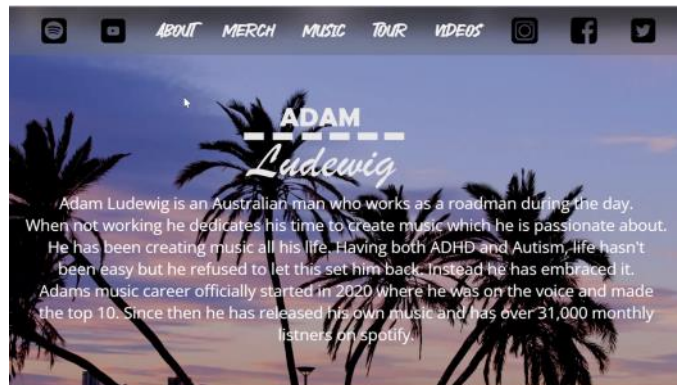 ABOUT MERCH MUSIC TOUR VIDEOS
ADAM
Ludewig
Adam Ludewig is an Australian man who works as a roadman during the day.
When not working he dedicates his time to create music which he is passionate about.
He has been creating music all his life. Having both ADHD and Autism, life hasn't
been easy but he refused to let this set him back. Instead he has embraced it.
Adams music career officially started in 2020 where he was on the voice and made
the top 10. Since then he has released his own music and has over 31,000 monthly
listners on spotify.